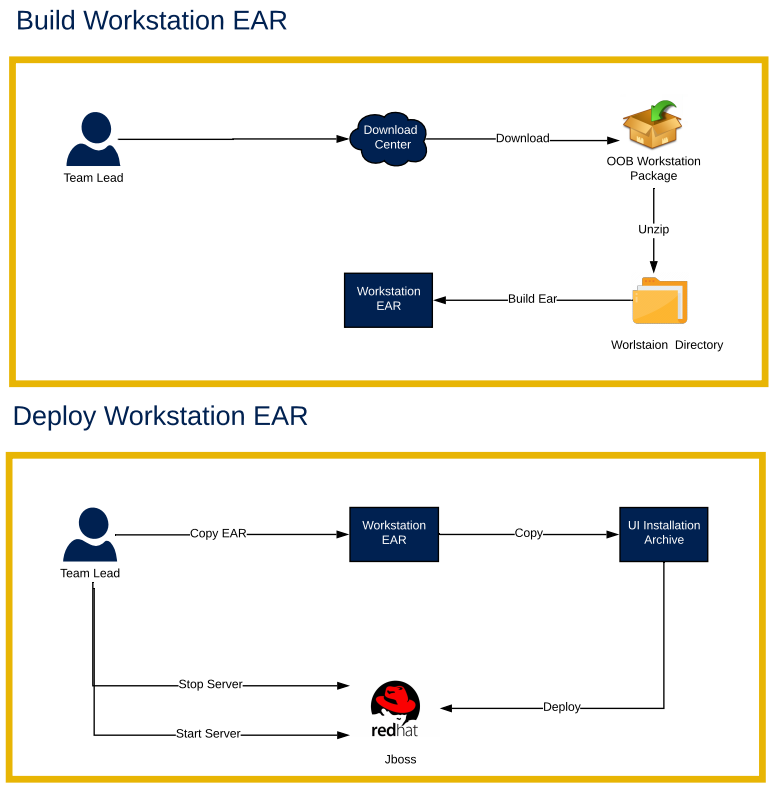 Build Workstation EAR
Download
Center
Download
Team Lead
OOB Workstation
Package
Unzip
Workstation
EAR
Build Ear
Worlstaion Directory
Deploy Workstation EAR
Copy EAR
Workstation
EAR
Copy
UI Installation
Archive
Team Lead
Stop Server
Start Server
redhat
Deploy
Jboss